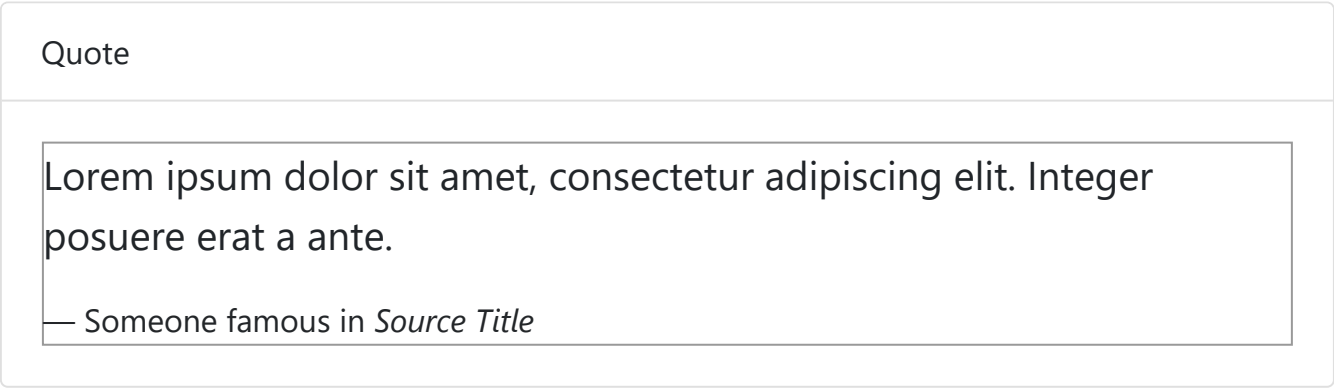 Quote
Lorem ipsum dolor sit amet, consectetur adipiscing elit. Integer
posuere erat a ante.
— Someone famous in Source Title